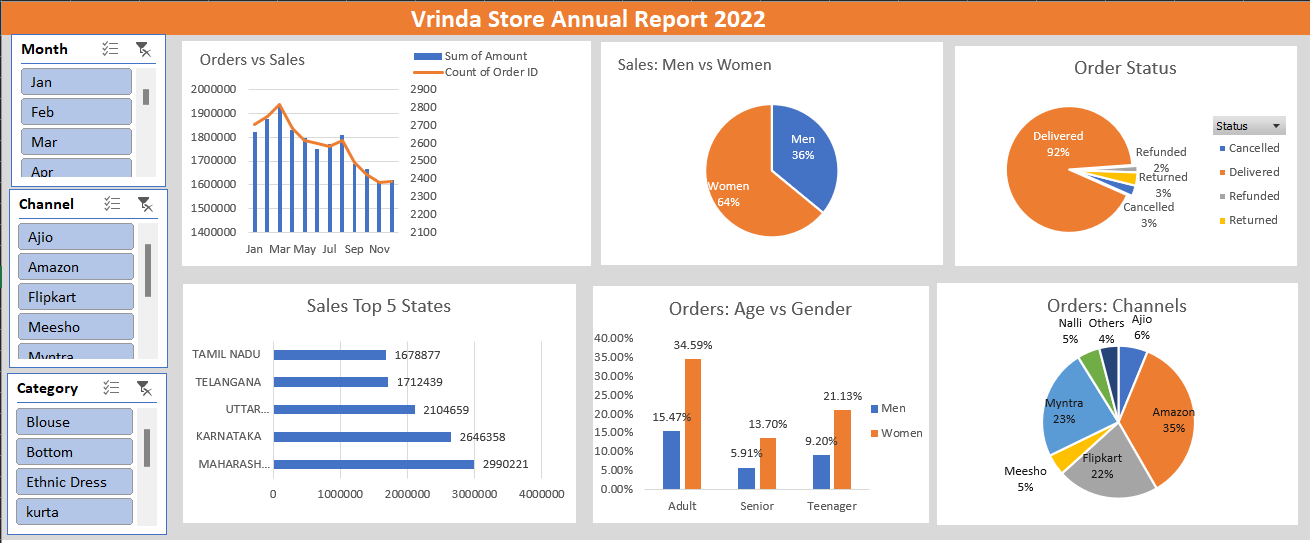 Vrinda Store Annual Report 2022
Month
Jan
Feb
Mar
Apr
Channel
Ajio
Amazon
Flipkart
Meesho
Myntra
Category
Blouse
Bottom
Ethnic Dress
kurta
Orders vs Sales
Sum of Amount
Count of Order ID
2000000
1900000
1800000
1700000
1600000
1500000
1400000
2900
2800
2700
2600
2500
2400
2300
2200
2100
Jan Mar May Jul Sep Nov
Sales: Men vs Women
Men
36%
Women
64%
Order Status
Delivered
92%
Refunded
2%
Returned
3%
Cancelled
3%
Status
Cancelled
Delivered
Refunded
Returned
Sales Top 5 States
TAMIL NADU 1678877
TELANGANA 1712439
UTTAR... 2104659
KARNATAKA 2646358
MAHARASH... 2990221
0 1000000 2000000 3000000 4000000
Orders: Age vs Gender
40.00%
35.00%
30.00%
25.00%
20.00%
15.00%
10.00%
5.00%
0.00%
34.59%
15.47%
13.70%
5.91%
21.13%
9.20%
Adult Senior Teenager
Men
Women
Orders: Channels
Nalli
5%
Others
4%
Ajio
6%
Amazon
35%
Flipkart
22%
Meesho
5%
Myntra
23%